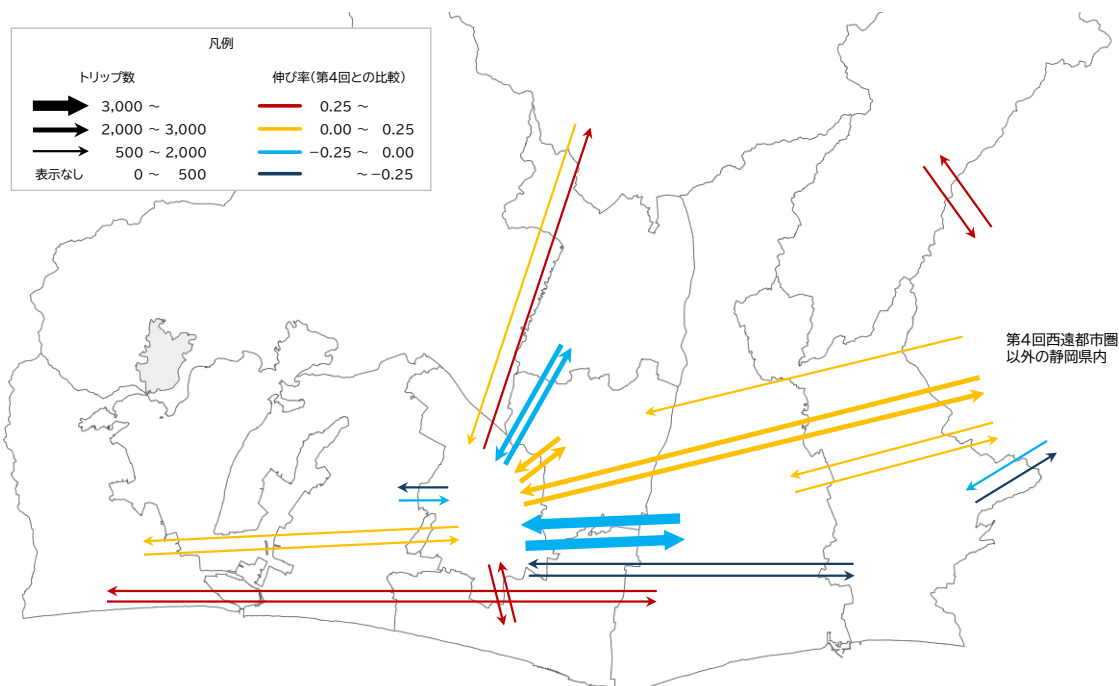 凡例
トリップ数 伸び率(第4回との比較)
3,000 ~ 0.25 ~
2,000 ~ 3,000 0.00 ~ 0.25
500 ~ 2,000 −0.25 ~ 0.00
表示なし 0 ~ 500 ~−0.25
第4回西遠都市圏
以外の静岡県内